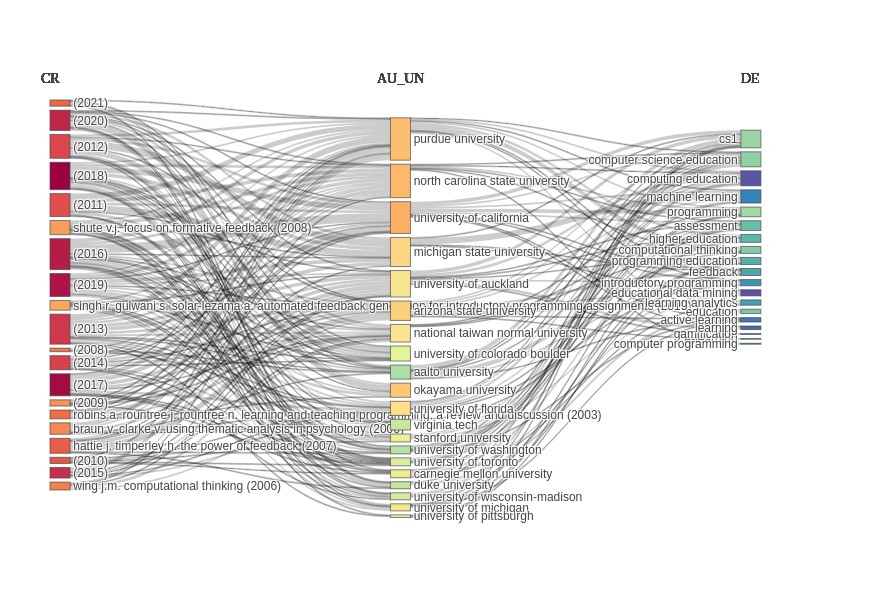 CR
AU_UN
DE
(2021)
(2020)
(2012)
(2018)
(2011)
shute v.j. focus on formative feedback (2008)
(2016)
(2019)
singh r. gulwani s. solar-lezama a. automated feedback generation for introductory programming assignments
(2013)
(2008)
(2014)
(2017)
(2009)
robins a. rountree j. rountree n. learning and teaching programming: a review and discussion (2003)
braun v. clarke v. using thematic analysis in psychology (2006)
hattie j. timperley h. the power of feedback (2007)
(2010)
(2015)
wing j.m. computational thinking (2006)
purdue university
north carolina state university
university of california
michigan state university
university of auckland
arizona state university
national taiwan normal university
university of colorado boulder
aalto university
okayama university
university of florida
virginia tech
stanford university
university of washington
university of toronto
carnegie mellon university
duke university
university of wisconsin-madison
university of michigan
university of pittsburgh
cs1
computer science education
computing education
machine learning
programming
assessment
higher education
computational thinking
programming education
feedback
introductory programming
educational data mining
learning analytics
education
active learning
learning
gamification
computer programming